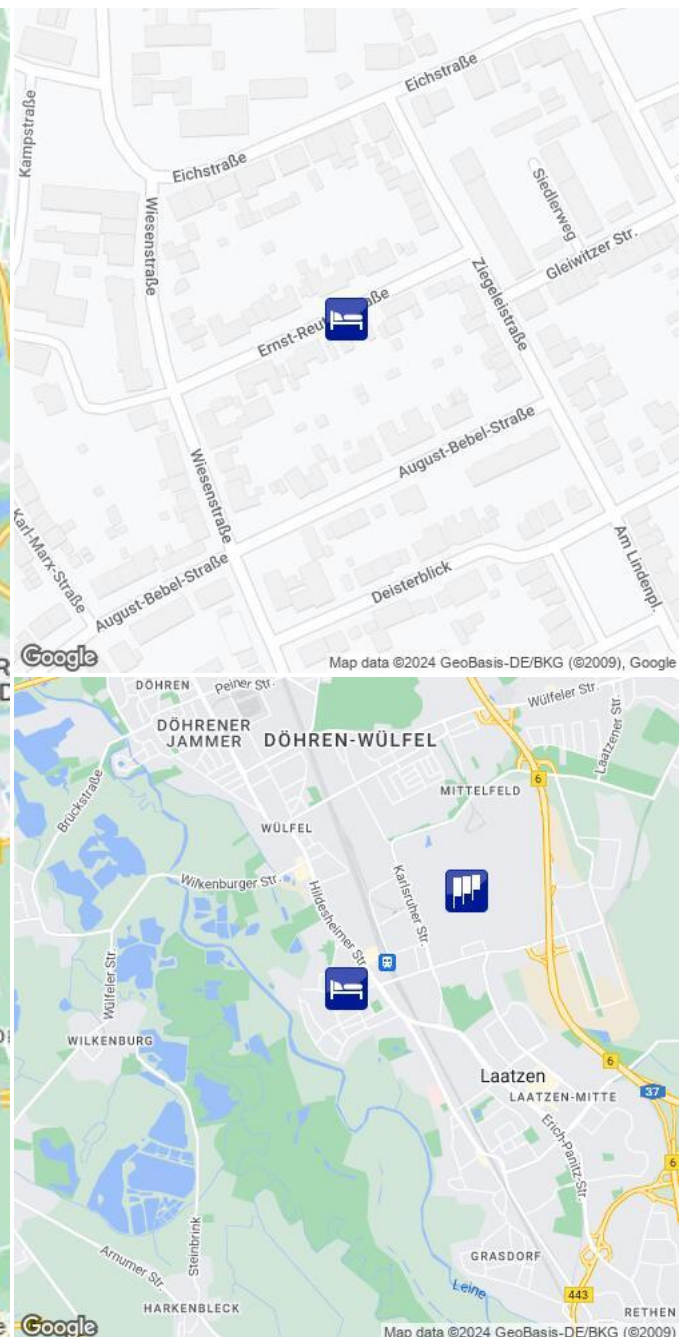 Eichstraße
Kampstraße
Eichstraße
Siedlerweg
Wiesenstraße
Gleiwitzer Str.
Ziegeleistraße
Ernst-Reut
aße
August-Bebel-Straße
Wiesenstraße
Karl-Marx-Straße
August-Bebel-Straße
Deisterblick
Am Lindenpl.
Google
Map data ©2024 GeoBasis-DE/BKG (©2009), Google
DÖHREN
Peiner Str.
Wülfeler Str.
DÖHRENER
JAMMER
DÖHREN-WÜLFEL
Laatzener Str.
6
MITTELFELD
Brückstraße
WÜLFEL
Wilkenburger Str.
Karlsruher Str.
Hildesheimer Str.
Wülfeler Str.
WILKENBURG
Laatzen
6
37
LAATZEN-MITTE
Erich-Panitz-Str.
6
Steinbrink
Arnumer Str.
GRASDORF
Leine
443
HARKENBLECK
RETHEN
Google
Map data ©2024 GeoBasis-DE/BKG (©2009)